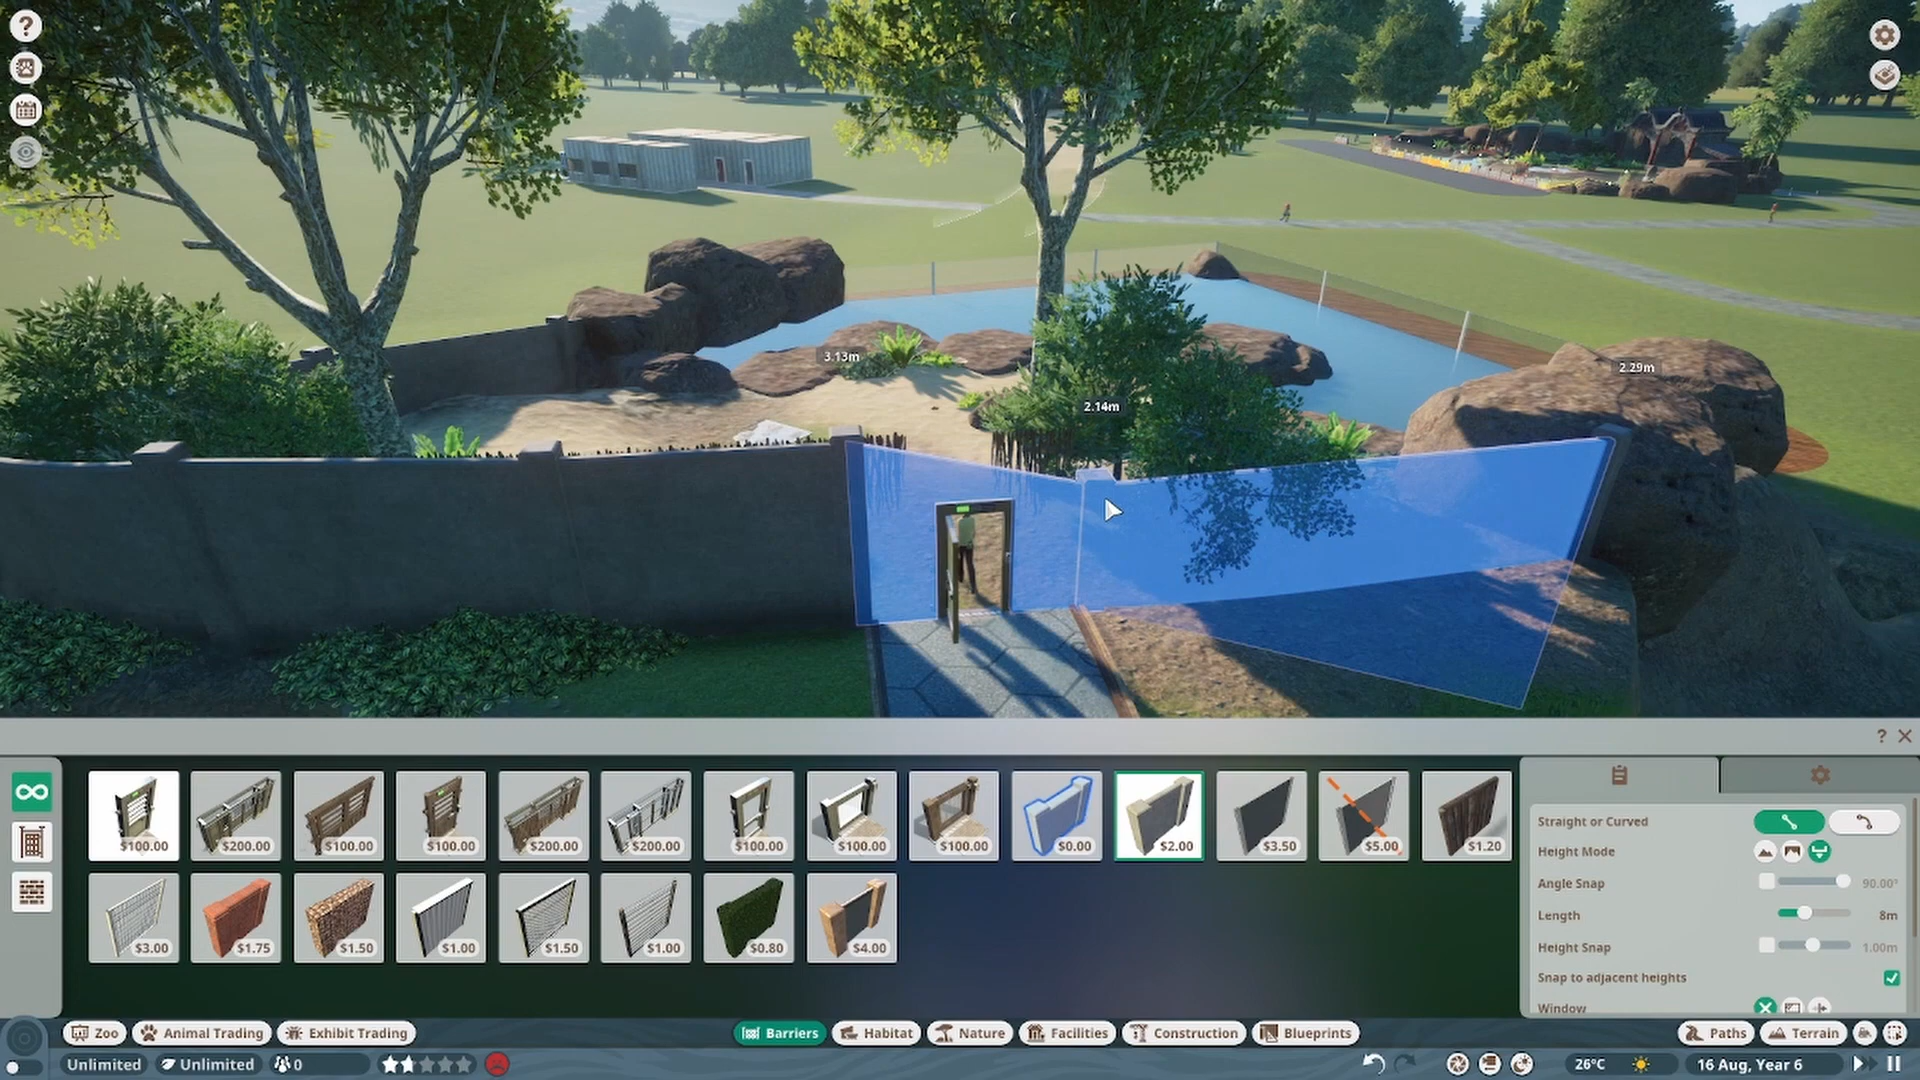 ?
3.13m
2.29m
2.14m
?
$100.00 $200.00 $100.00 $100.00 $200.00 $200.00 $100.00 $100.00 $100.00 $0.00 $2.00 $3.50 $5.00 $1.20
$3.00 $1.75 $1.50 $1.00 $1.50 $1.00 $0.80 $4.00
Straight or Curved
Height Mode
Angle Snap 90.00°
Length 8m
Height Snap 1.00m
Snap to adjacent heights
Window
Zoo Animal Trading Exhibit Trading Barriers Habitat Nature Facilities Construction Blueprints Paths Terrain
Unlimited Unlimited 0 26°C 16 Aug, Year 6